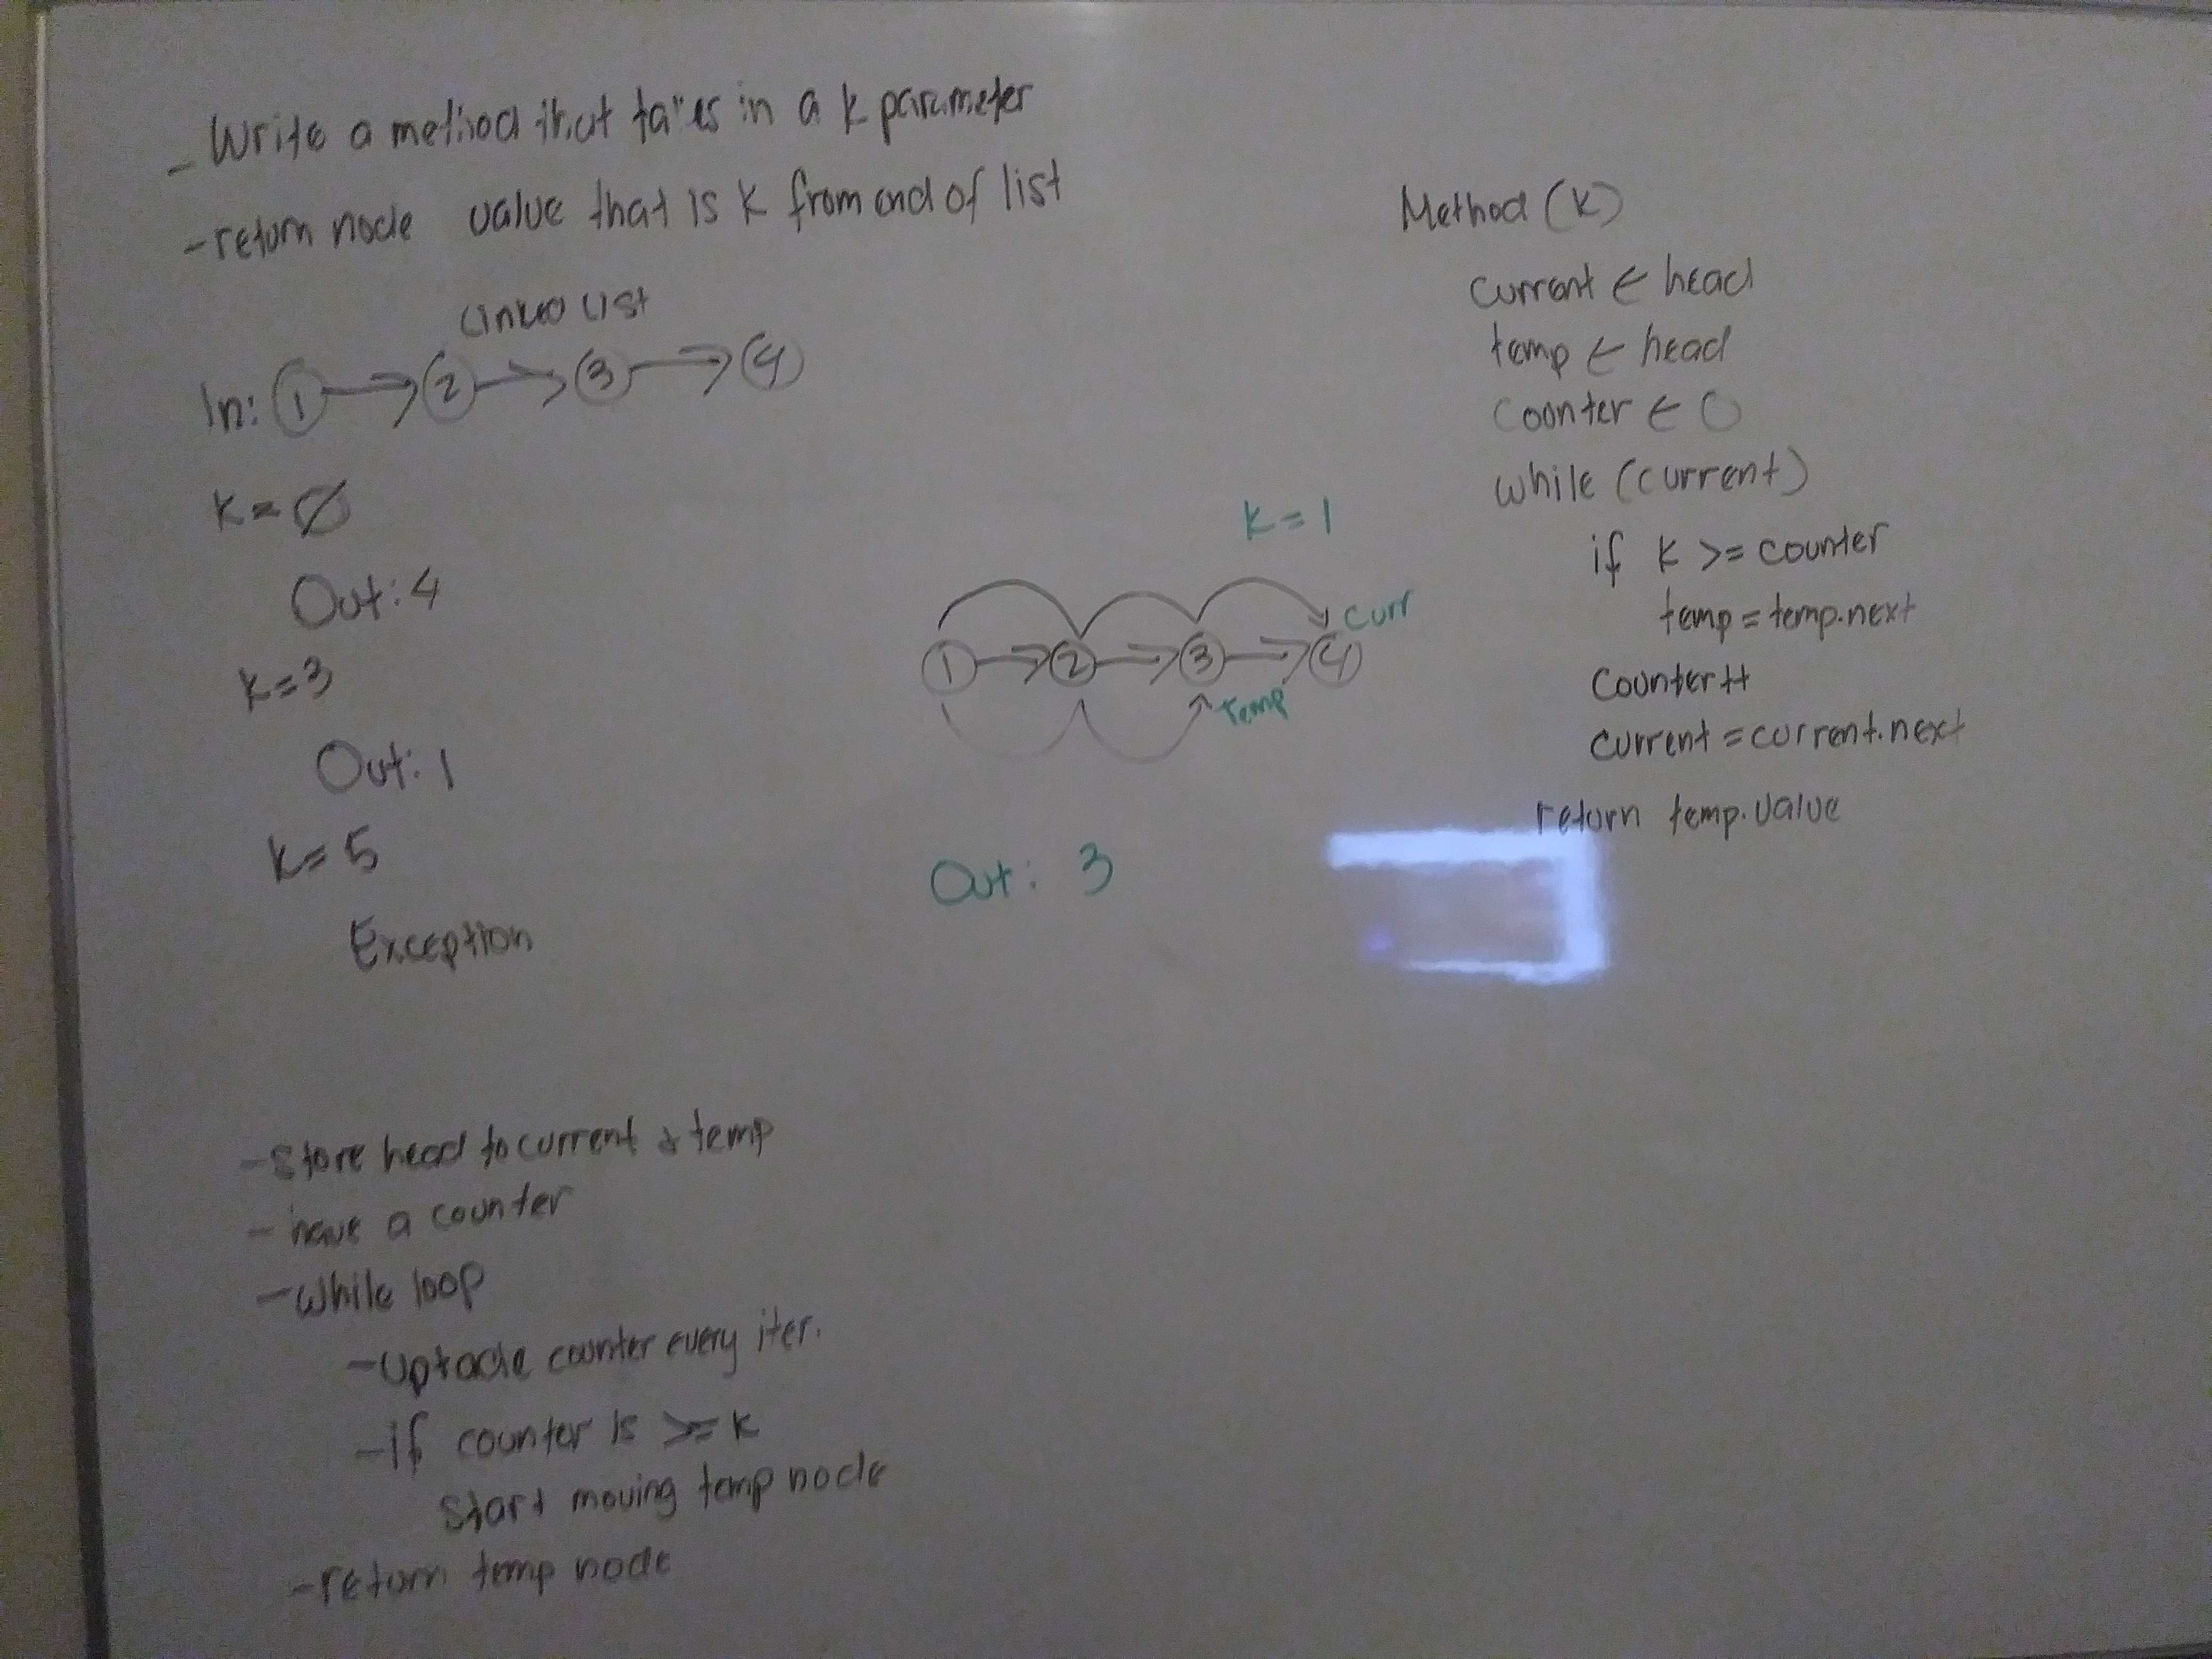 - Write a method that takes in a k parameter
- return node value that is k from end of list
Linked List
In: 1 → 2 → 3 → 4
k = Ø
Out: 4
k = 3
Out: 1
k = 5
Exception
k = 1
curr
1 → 2 → 3 → 4
temp
Out: 3
- Store head to current & temp
- have a counter
- while loop
- Uptade counter every iter.
- if counter is >= k
Start moving temp node
- return temp node
Method (k)
current ← head
temp ← head
Counter ← 0
while (current)
if k >= counter
temp = temp.next
Counter++
current = current.next
return temp.value